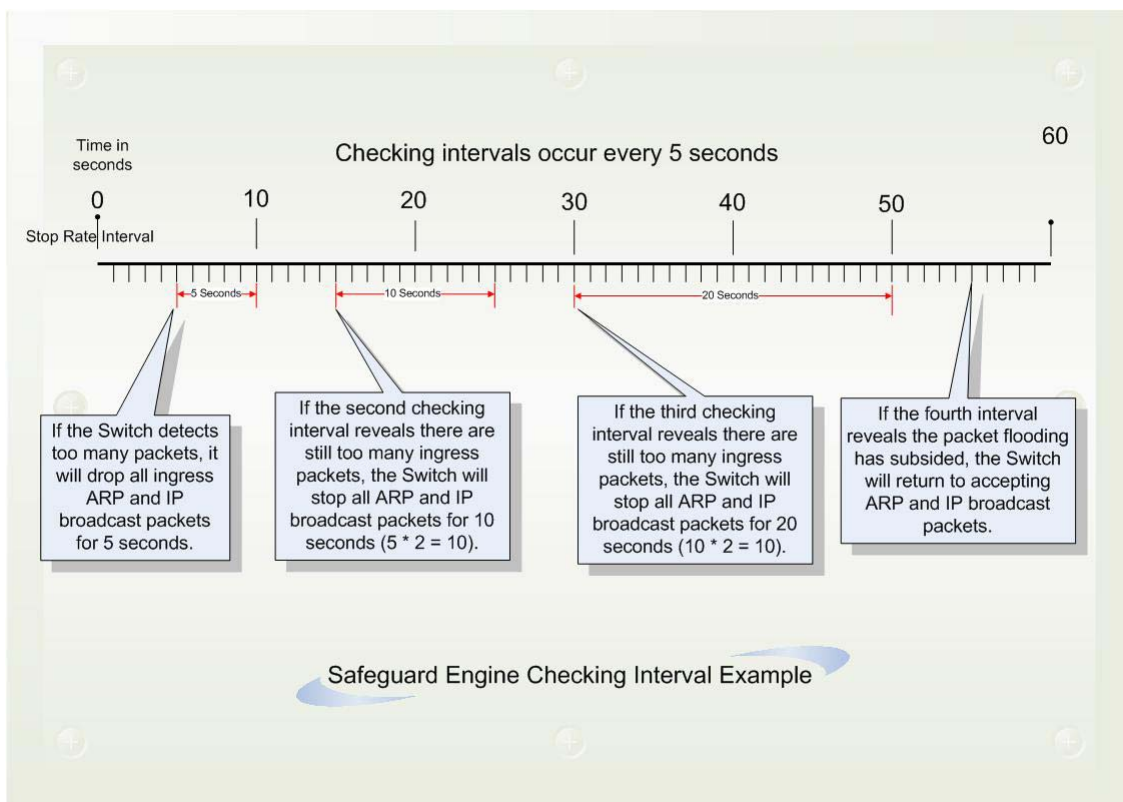 Time in
seconds
Checking intervals occur every 5 seconds
60
0
10
20
30
40
50
Stop Rate Interval
5 Seconds
10 Seconds
20 Seconds
If the Switch detects
too many packets, it
will drop all ingress
ARP and IP
broadcast packets
for 5 seconds.
If the second checking
interval reveals there are
still too many ingress
packets, the Switch will
stop all ARP and IP
broadcast packets for 10
seconds (5 * 2 = 10).
If the third checking
interval reveals there are
still too many ingress
packets, the Switch will
stop all ARP and IP
broadcast packets for 20
seconds (10 * 2 = 10).
If the fourth interval
reveals the packet flooding
has subsided, the Switch
will return to accepting
ARP and IP broadcast
packets.
Safeguard Engine Checking Interval Example